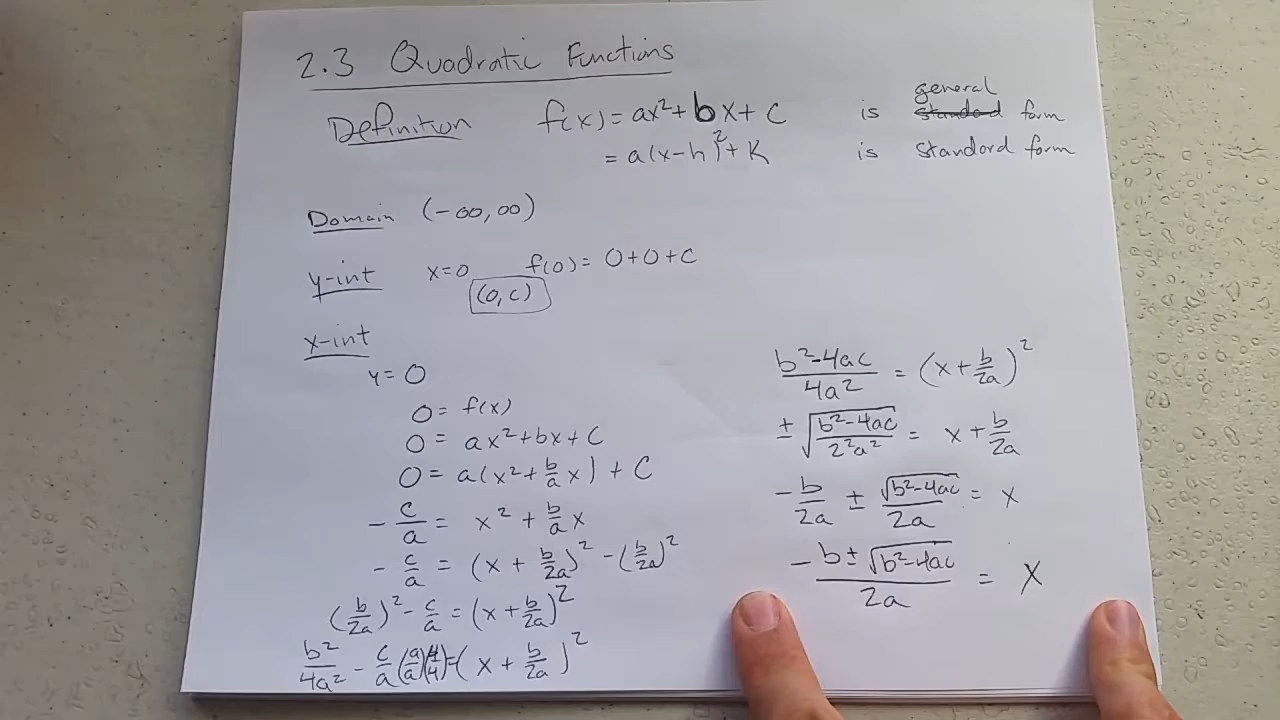 2.3 Quadratic Functions
Definition f(x) = ax² + bx + c is general standard form
= a(x-h)² + k is standard form
Domain (-∞, ∞)
y-int x=0 f(0) = 0+0+c
(0, c)
x-int
y = 0
0 = f(x)
0 = ax² + bx + c
0 = a(x² + b/a x) + c
- c/a = x² + b/a x
- c/a = (x + b/2a)² - (b/2a)²
(b/2a)² - c/a = (x + b/2a)²
b²/4a² - c/a (a/a)(4/4) = (x + b/2a)²
b²-4ac/4a² = (x + b/2a)²
± √(b²-4ac/2²a²) = x + b/2a
- b/2a ± √b²-4ac/2a = x
- b ± √b²-4ac/2a = x